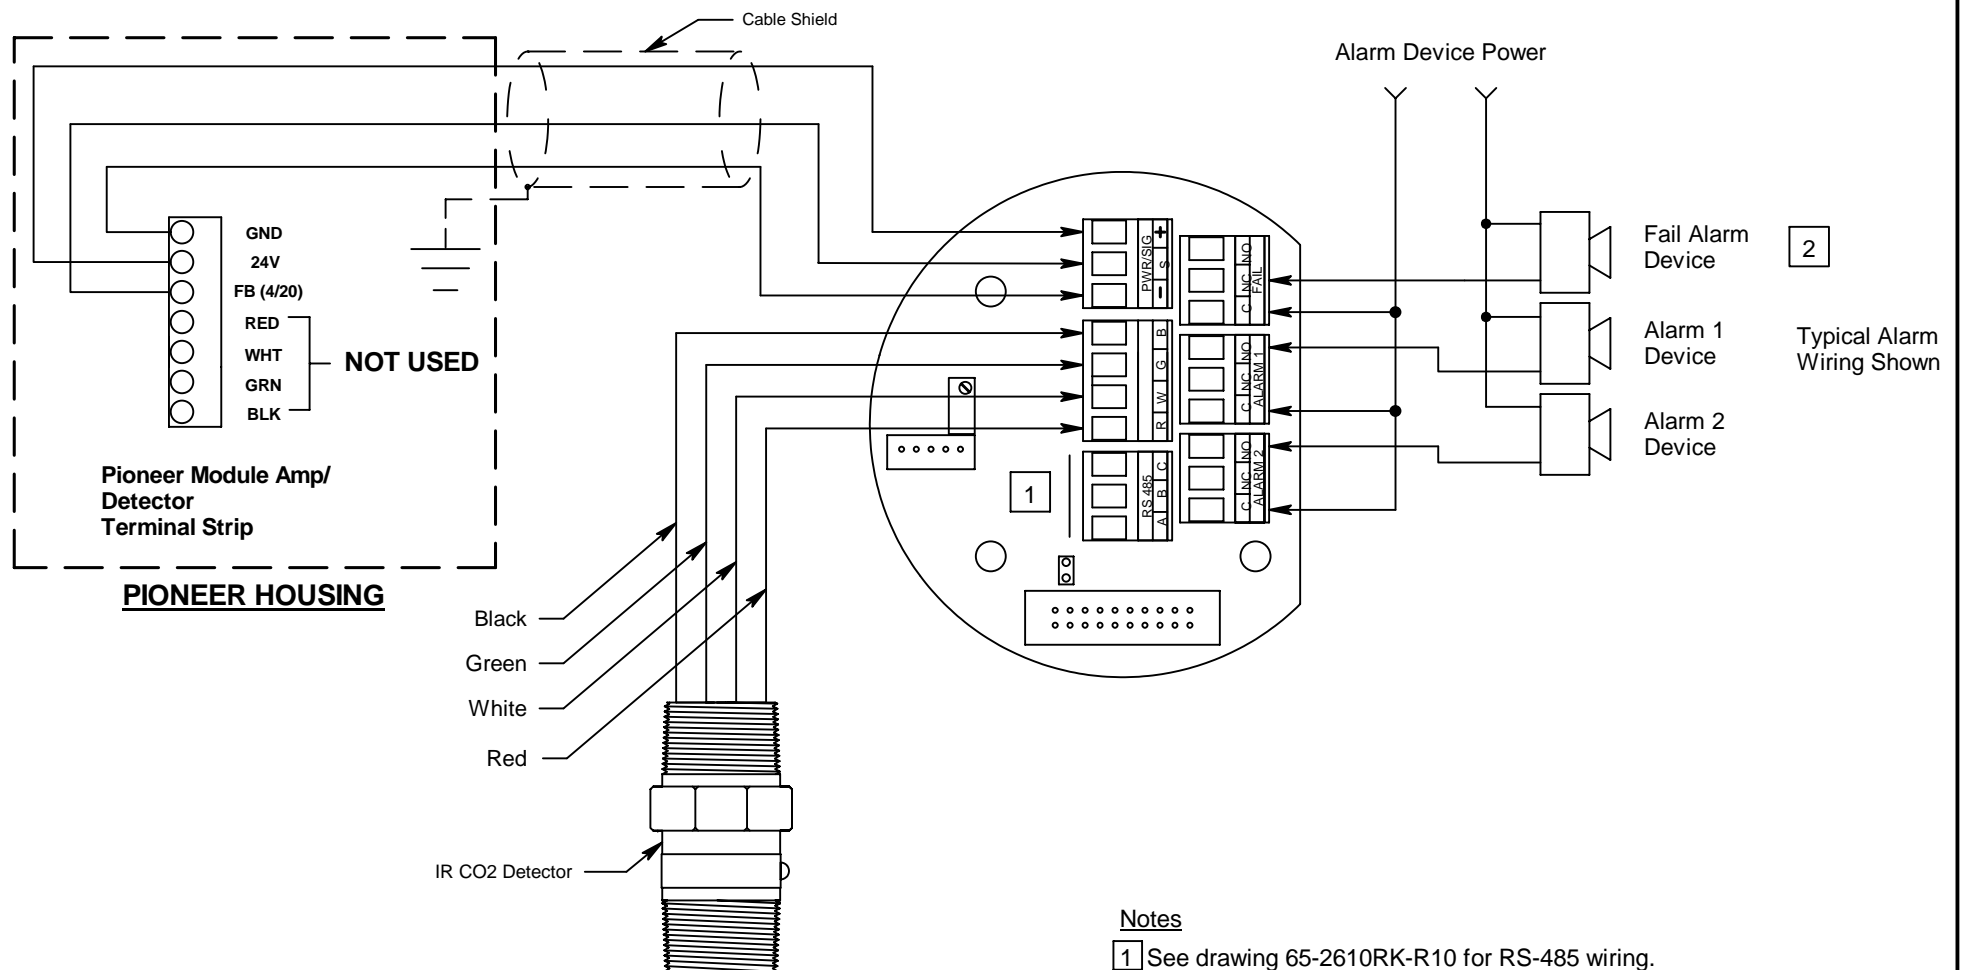 Cable Shield
Alarm Device Power
GND
24V
FB (4/20)
RED
WHT
GRN
BLK
NOT USED
Pioneer Module Amp/
Detector
Terminal Strip
PIONEER HOUSING
+
S
-
PWR/SIG
NO
NC
C
FAIL
B
G
W
R
NO
NC
C
ALARM 1
C
B
A
RS 485
NO
NC
C
ALARM 2
1
Fail Alarm
Device
2
Alarm 1
Device
Typical Alarm
Wiring Shown
Alarm 2
Device
Black
Green
White
Red
IR CO2 Detector
Notes
1 See drawing 65-2610RK-R10 for RS-485 wiring.